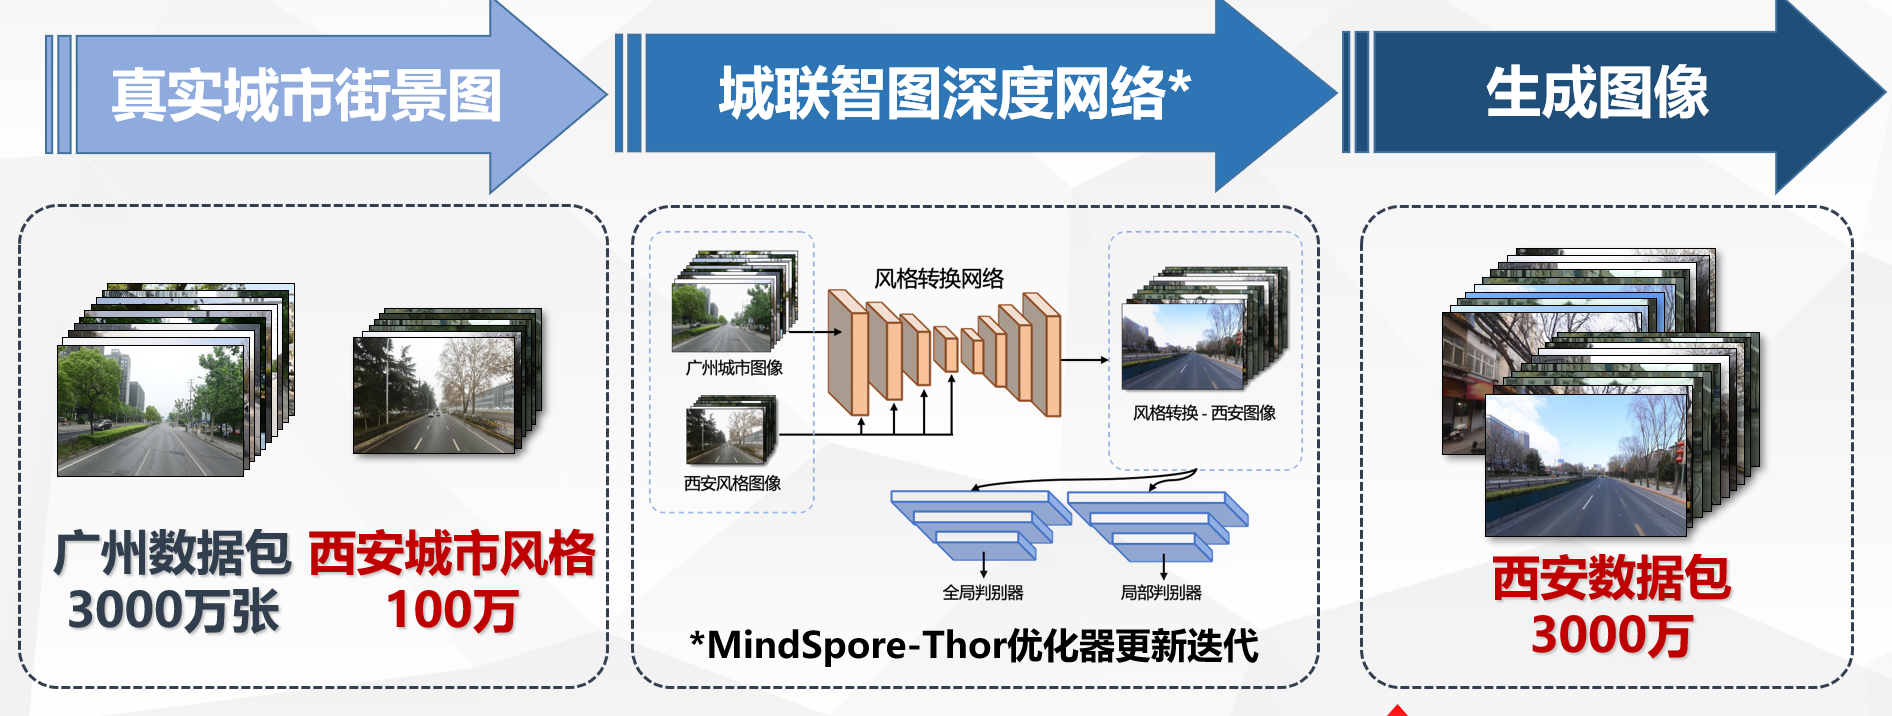 真实城市街景图
城联智图深度网络*
生成图像
广州数据包
3000万张
西安城市风格
100万
风格转换网络
广州城市图像
西安风格图像
风格转换 - 西安图像
全局判别器
局部判别器
*MindSpore-Thor优化器更新迭代
西安数据包
3000万